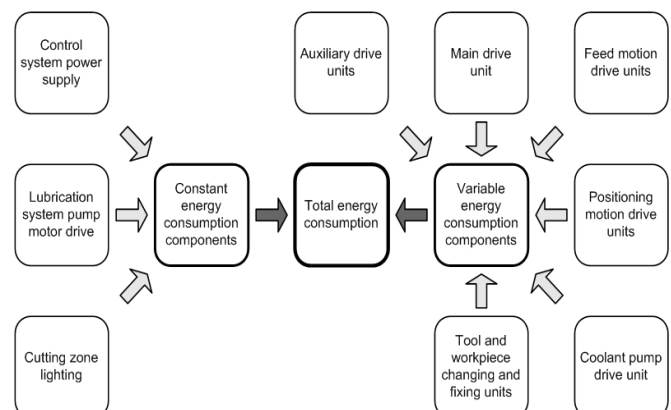 Control
system power
supply
Auxiliary drive
units
Main drive
unit
Feed motion
drive units
Lubrication
system pump
motor drive
Constant
energy
consumption
components
Total energy
consumption
Variable
energy
consumption
components
Positioning
motion drive
units
Cutting zone
lighting
Tool and
workpiece
changing and
fixing units
Coolant pump
drive unit